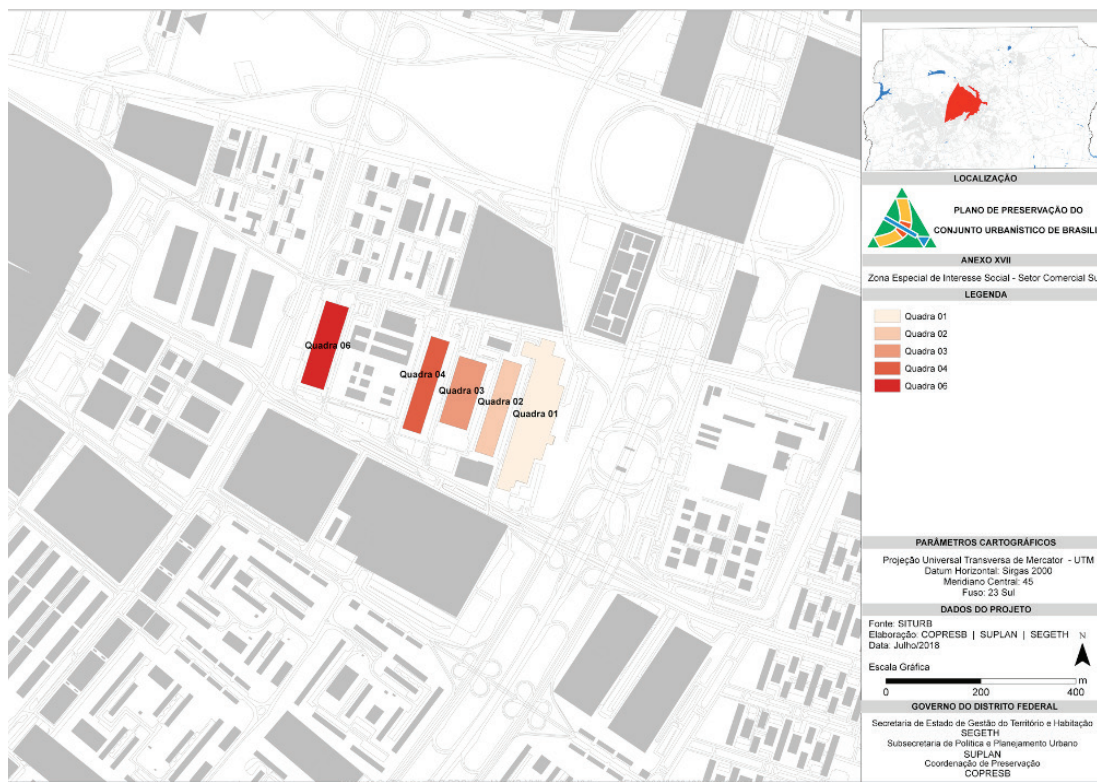 Quadra 06
Quadra 04
Quadra 03
Quadra 02
Quadra 01
LOCALIZAÇÃO
PLANO DE PRESERVAÇÃO DO
CONJUNTO URBANÍSTICO DE BRASILI
ANEXO XVII
Zona Especial de Interesse Social - Setor Comercial Su
LEGENDA
Quadra 01
Quadra 02
Quadra 03
Quadra 04
Quadra 06
PARÂMETROS CARTOGRÁFICOS
Projeção Universal Transversa de Mercator - UTM
Datum Horizontal: Sirgas 2000
Meridiano Central: 45
Fuso: 23 Sul
DADOS DO PROJETO
Fonte: SITURB
Elaboração: COPRESB | SUPLAN | SEGETH
Data: Julho/2018
N
Escala Gráfica
m
0 200 400
GOVERNO DO DISTRITO FEDERAL
Secretaria de Estado de Gestão do Território e Habitação
SEGETH
Subsecretaria de Política e Planejamento Urbano
SUPLAN
Coordenação de Preservação
COPRESB